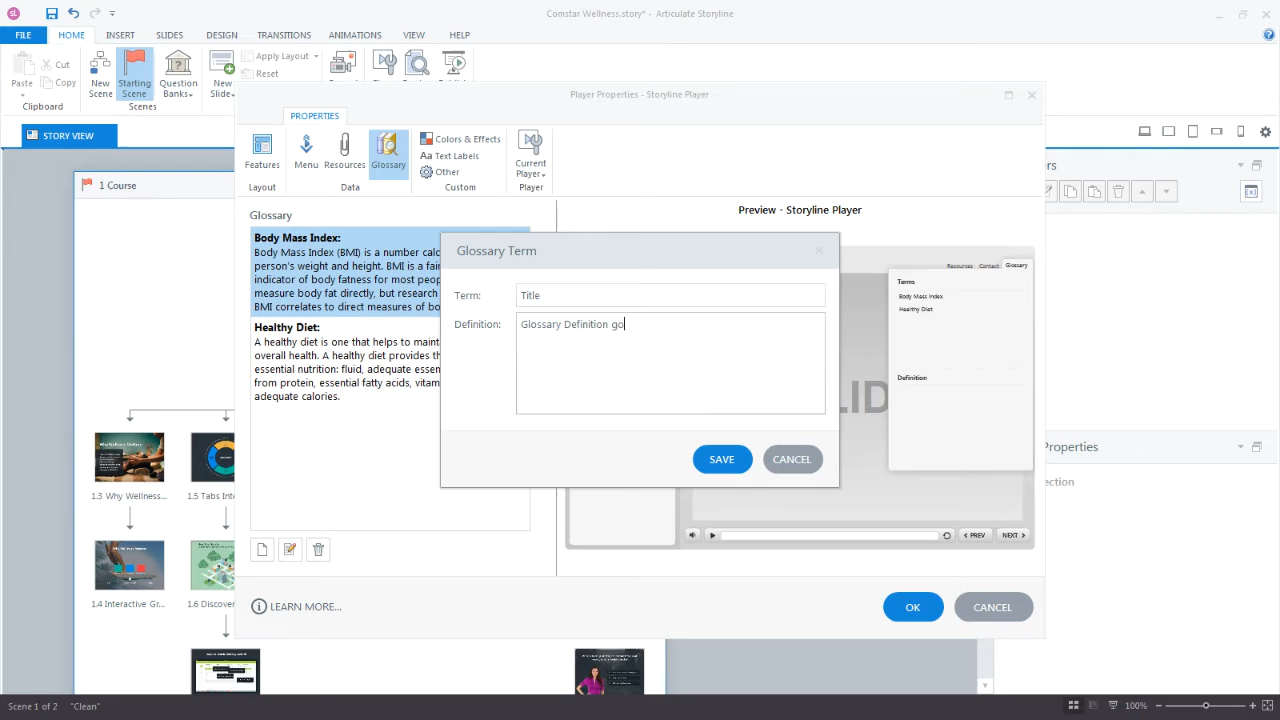 Comstar Wellness.story* - Articulate Storyline
FILE
HOME
INSERT
SLIDES
DESIGN
TRANSITIONS
ANIMATIONS
VIEW
HELP
Paste
Cut
Copy
Clipboard
New
Scene
Starting
Scene
Question
Banks
Scenes
New
Slide
Apply Layout
Reset
STORY VIEW
1 Course
Player Properties - Storyline Player
PROPERTIES
Features
Menu
Resources
Glossary
Colors & Effects
Text Labels
Other
Current
Player
Layout
Data
Custom
Player
Glossary
Body Mass Index:
Body Mass Index (BMI) is a number calc
person's weight and height. BMI is a fair
indicator of body fatness for most peop
measure body fat directly, but research
BMI correlates to direct measures of bo
Healthy Diet:
A healthy diet is one that helps to maint
overall health. A healthy diet provides th
essential nutrition: fluid, adequate essen
from protein, essential fatty acids, vitam
adequate calories.
Preview - Storyline Player
Resources Contact Glossary
Terms
Body Mass Index
Healthy Diet
Definition
LID
PREV
NEXT
Glossary Term
Term: Title
Definition: Glossary Definition go
SAVE
CANCEL
LEARN MORE...
OK
CANCEL
ers
Properties
ection
1.3 Why Wellness...
1.5 Tabs Inte
1.4 Interactive Gr...
1.6 Discove
Scene 1 of 2
"Clean"
100%